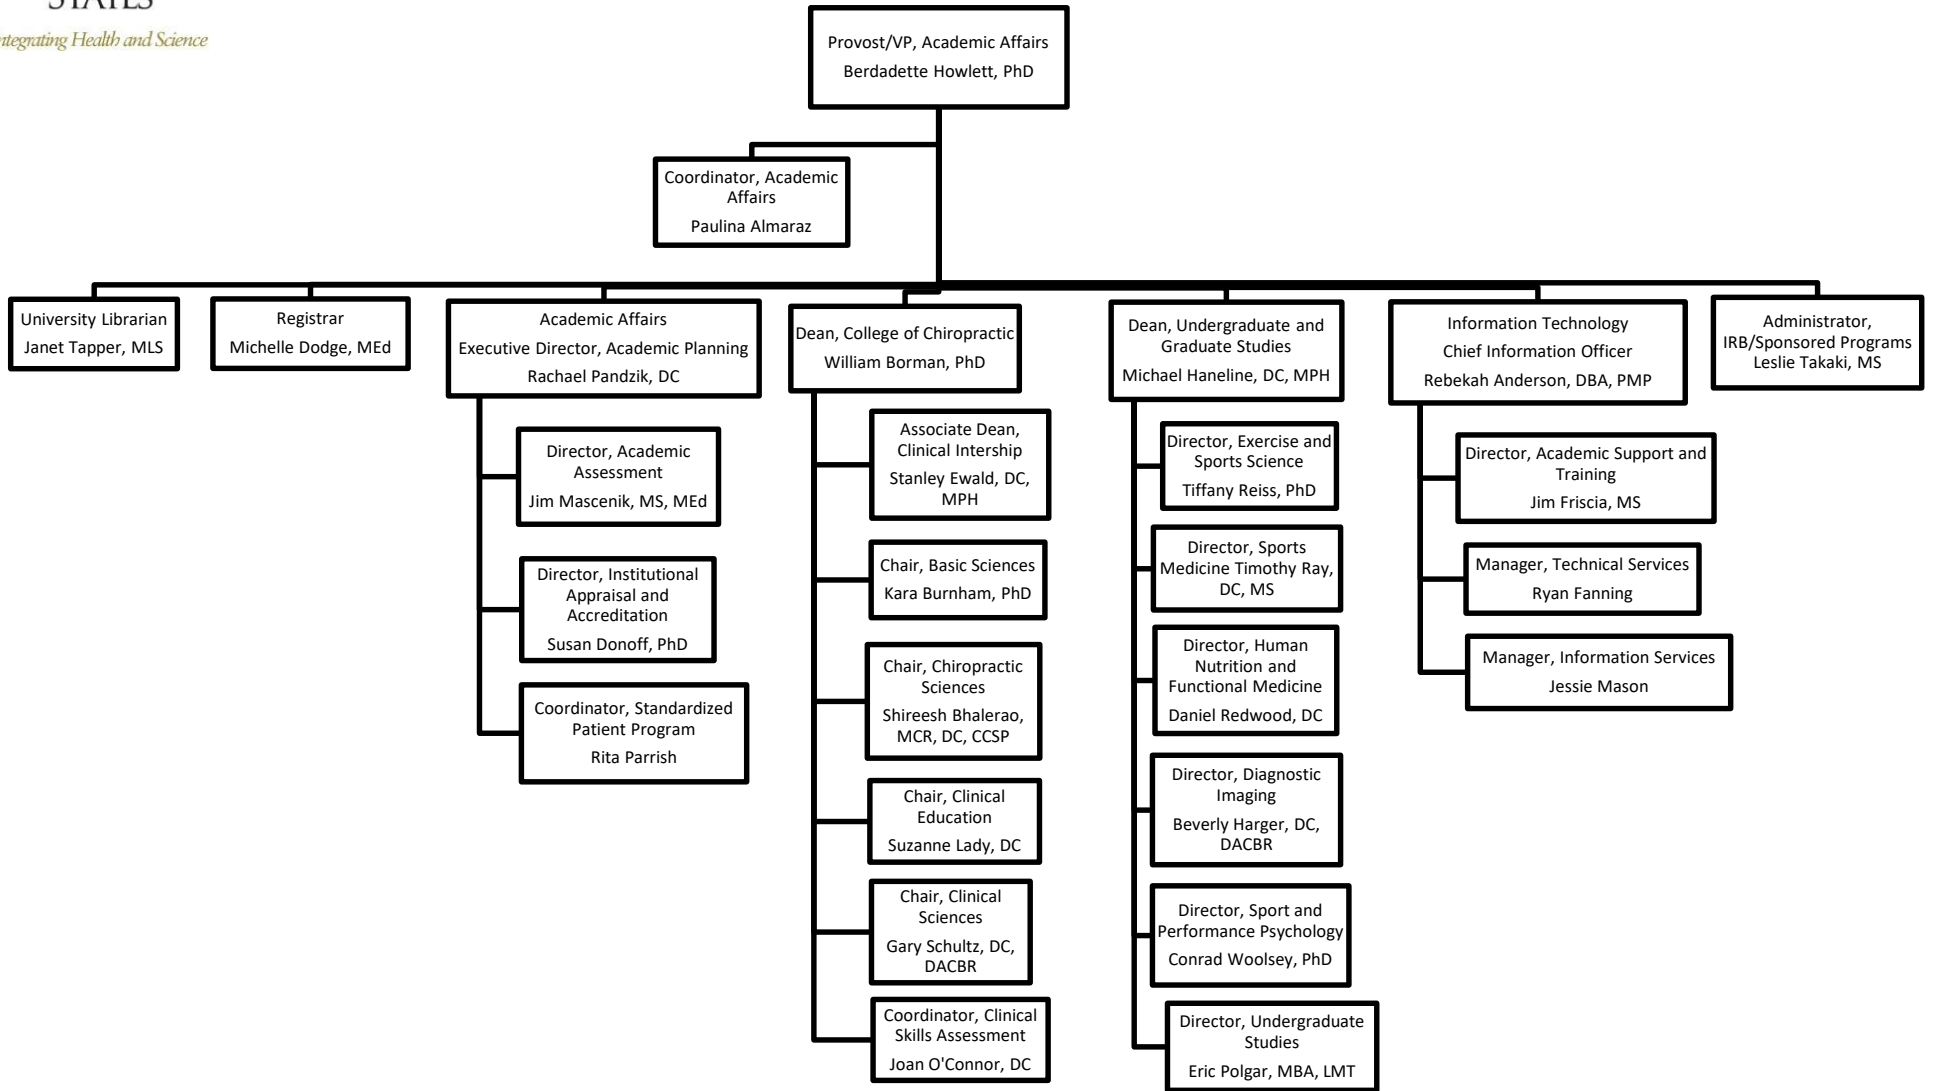 STATES
ntegrating Health and Science
Provost/VP, Academic Affairs
Berdadette Howlett, PhD
Coordinator, Academic
Affairs
Paulina Almaraz
University Librarian
Janet Tapper, MLS
Registrar
Michelle Dodge, MEd
Academic Affairs
Executive Director, Academic Planning
Rachael Pandzik, DC
Director, Academic
Assessment
Jim Mascenik, MS, MEd
Director, Institutional
Appraisal and
Accreditation
Susan Donoff, PhD
Coordinator, Standardized
Patient Program
Rita Parrish
Dean, College of Chiropractic
William Borman, PhD
Associate Dean,
Clinical Intership
Stanley Ewald, DC,
MPH
Chair, Basic Sciences
Kara Burnham, PhD
Chair, Chiropractic
Sciences
Shireesh Bhalerao,
MCR, DC, CCSP
Chair, Clinical
Education
Suzanne Lady, DC
Chair, Clinical
Sciences
Gary Schultz, DC,
DACBR
Coordinator, Clinical
Skills Assessment
Joan O'Connor, DC
Dean, Undergraduate and
Graduate Studies
Michael Haneline, DC, MPH
Director, Exercise and
Sports Science
Tiffany Reiss, PhD
Director, Sports
Medicine Timothy Ray,
DC, MS
Director, Human
Nutrition and
Functional Medicine
Daniel Redwood, DC
Director, Diagnostic
Imaging
Beverly Harger, DC,
DACBR
Director, Sport and
Performance Psychology
Conrad Woolsey, PhD
Director, Undergraduate
Studies
Eric Polgar, MBA, LMT
Information Technology
Chief Information Officer
Rebekah Anderson, DBA, PMP
Director, Academic Support and
Training
Jim Friscia, MS
Manager, Technical Services
Ryan Fanning
Manager, Information Services
Jessie Mason
Administrator,
IRB/Sponsored Programs
Leslie Takaki, MS